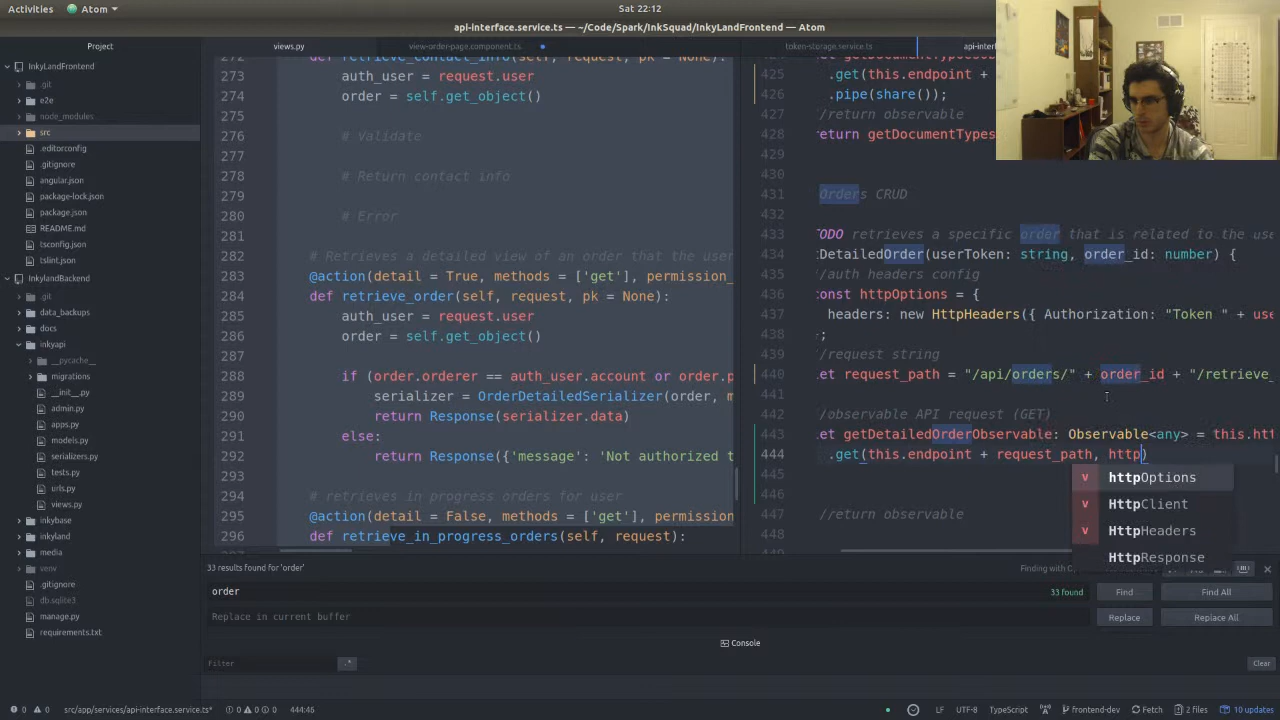 Activities
Atom
Sat 22:12
api-interface.service.ts — ~/Code/Spark/InkSquad/InkyLandFrontend — Atom
Project
InkyLandFrontend
.git
e2e
node_modules
src
.editorconfig
.gitignore
angular.json
package-lock.json
package.json
README.md
tsconfig.json
tslint.json
InkylandBackend
.git
data_backups
docs
inkyapi
__pycache__
migrations
__init__.py
admin.py
apps.py
models.py
serializers.py
tests.py
urls.py
views.py
inkybase
inkyland
media
venv
.gitignore
db.sqlite3
manage.py
requirements.txt
views.py
view-order-page.component.ts
272 def retrieve_contact_info(self, request, pk = None):
273 auth_user = request.user
274 order = self.get_object()
275
276 # Validate
277
278 # Return contact info
279
280 # Error
281
282 # Retrieves a detailed view of an order that the user
283 @action(detail = True, methods = ['get'], permission_
284 def retrieve_order(self, request, pk = None):
285 auth_user = request.user
286 order = self.get_object()
287
288 if (order.orderer == auth_user.account or order.p
289 serializer = OrderDetailedSerializer(order, m
290 return Response(serializer.data)
291 else:
292 return Response({'message': 'Not authorized t
293
294 # retrieves in progress orders for user
295 @action(detail = False, methods = ['get'], permission
296 def retrieve_in_progress_orders(self, request):
token-storage.service.ts
api-interf
425 .get(this.endpoint +
426 .pipe(share());
427 //return observable
428 return getDocumentTypes
429
430
431 Orders CRUD
432
433 ODO retrieves a specific order that is related to the use
434 DetailedOrder(userToken: string, order_id: number) {
435 //auth headers config
436 const httpOptions = {
437 headers: new HttpHeaders({ Authorization: "Token " + use
438 };
439 //request string
440 let request_path = "/api/orders/" + order_id + "/retrieve_
441
442 //observable API request (GET)
443 let getDetailedOrderObservable: Observable<any> = this.htt
444 .get(this.endpoint + request_path, http)
445
446
447 //return observable
448
449
v httpOptions
v HttpClient
v HttpHeaders
HttpResponse
33 results found for 'order'
order
33 found
Find
Find All
Replace in current buffer
Replace
Replace All
Console
Filter
.*
Clear
0 0
src/app/services/api-interface.service.ts*
0 0 0
444:46
LF
UTF-8
TypeScript
frontend-dev
Fetch
2 files
10 updates